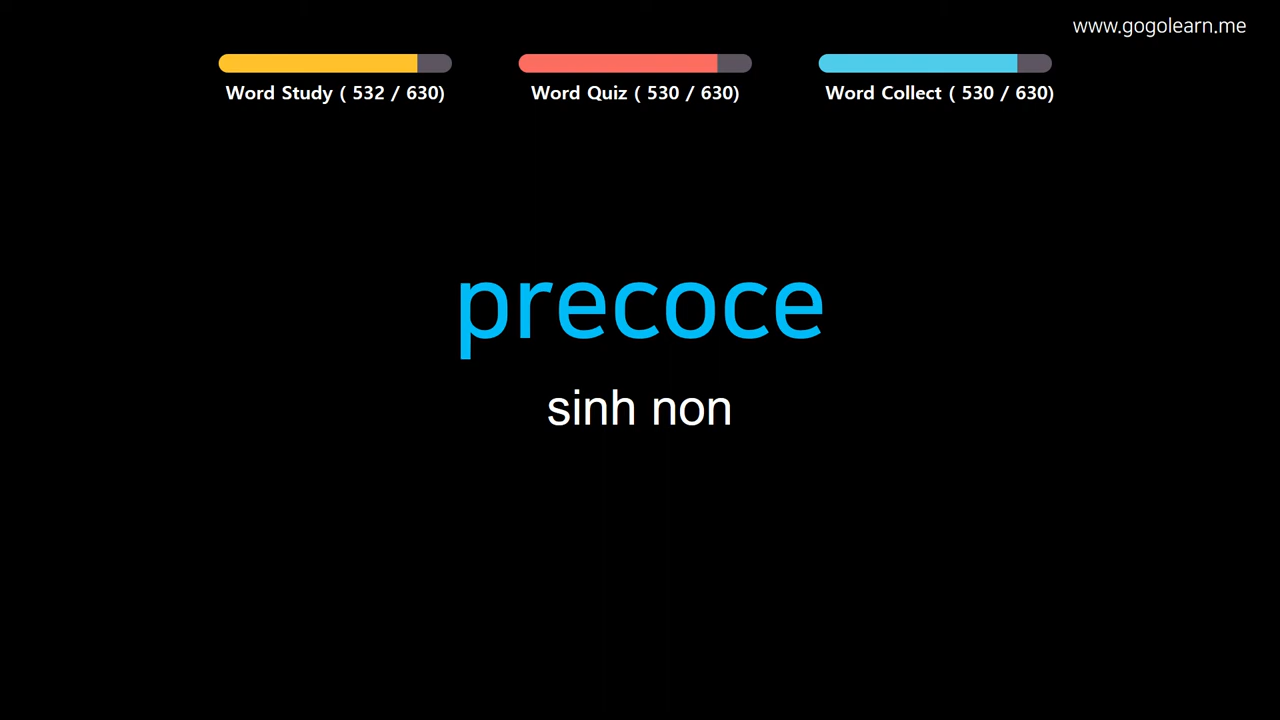 www.gogolearn.me
Word Study ( 532 / 630)
Word Quiz ( 530 / 630)
Word Collect ( 530 / 630)
precoce
sinh non